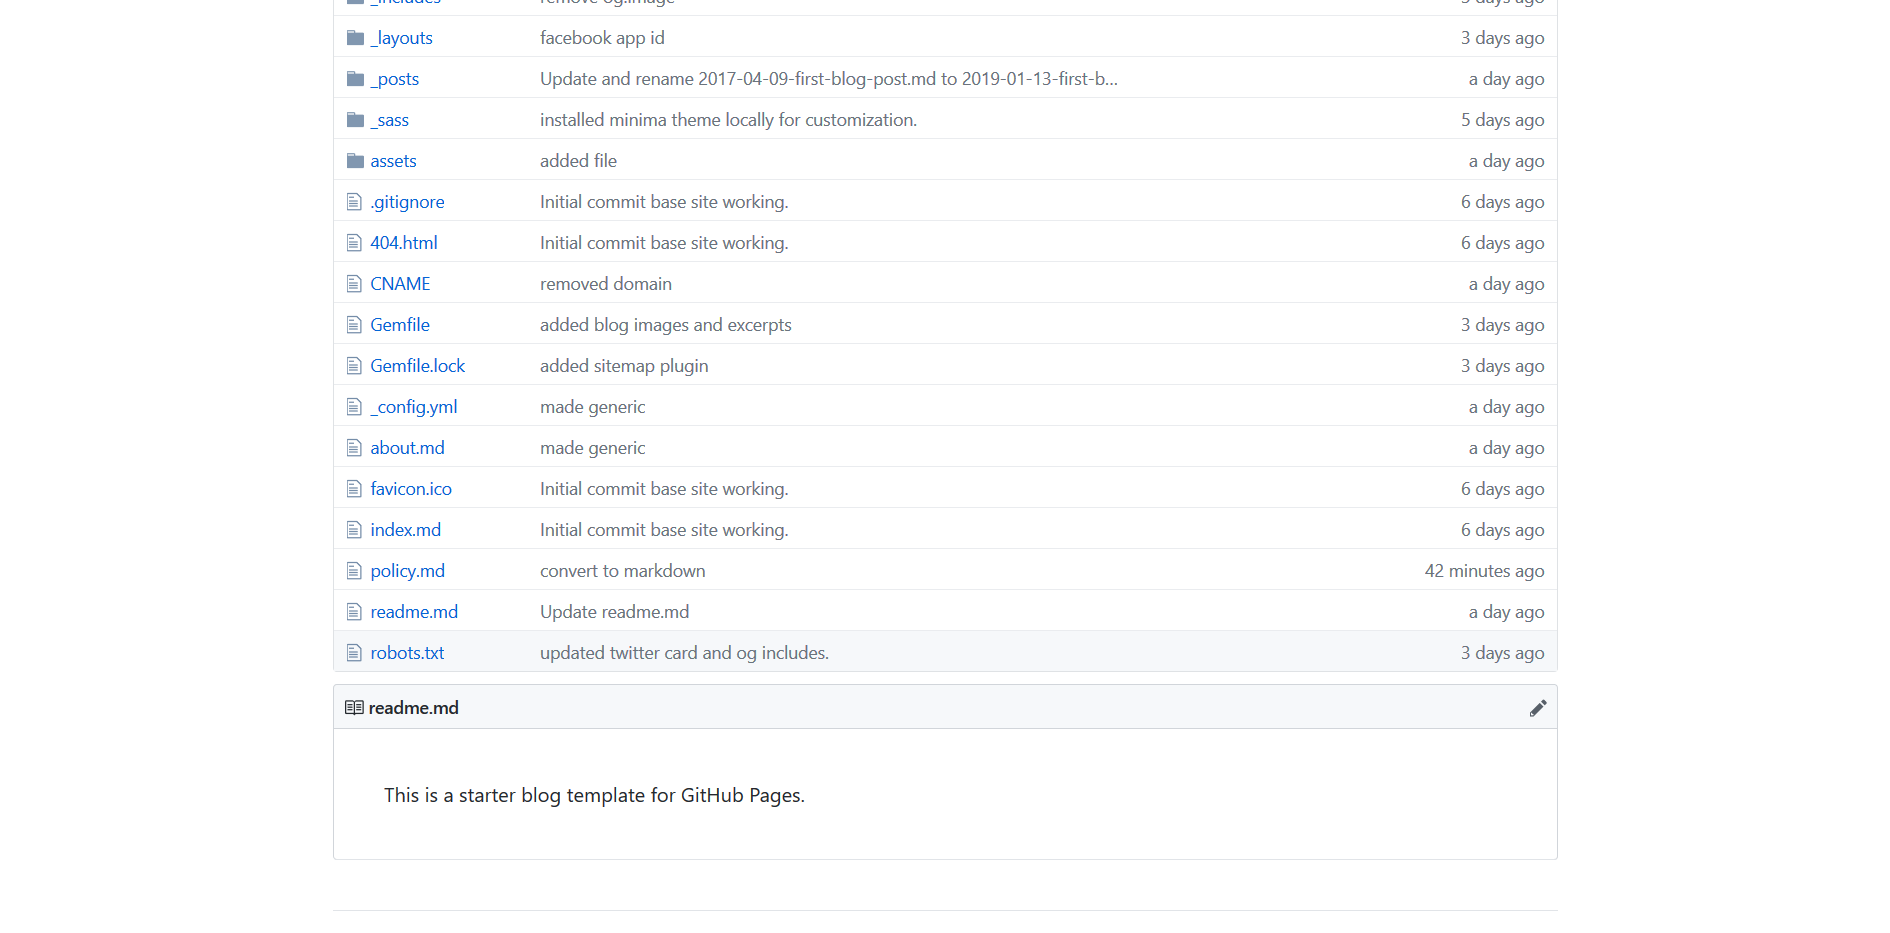 _includes remove og:image 3 days ago
_layouts facebook app id 3 days ago
_posts Update and rename 2017-04-09-first-blog-post.md to 2019-01-13-first-b... a day ago
_sass installed minima theme locally for customization. 5 days ago
assets added file a day ago
.gitignore Initial commit base site working. 6 days ago
404.html Initial commit base site working. 6 days ago
CNAME removed domain a day ago
Gemfile added blog images and excerpts 3 days ago
Gemfile.lock added sitemap plugin 3 days ago
_config.yml made generic a day ago
about.md made generic a day ago
favicon.ico Initial commit base site working. 6 days ago
index.md Initial commit base site working. 6 days ago
policy.md convert to markdown 42 minutes ago
readme.md Update readme.md a day ago
robots.txt updated twitter card and og includes. 3 days ago
readme.md
This is a starter blog template for GitHub Pages.